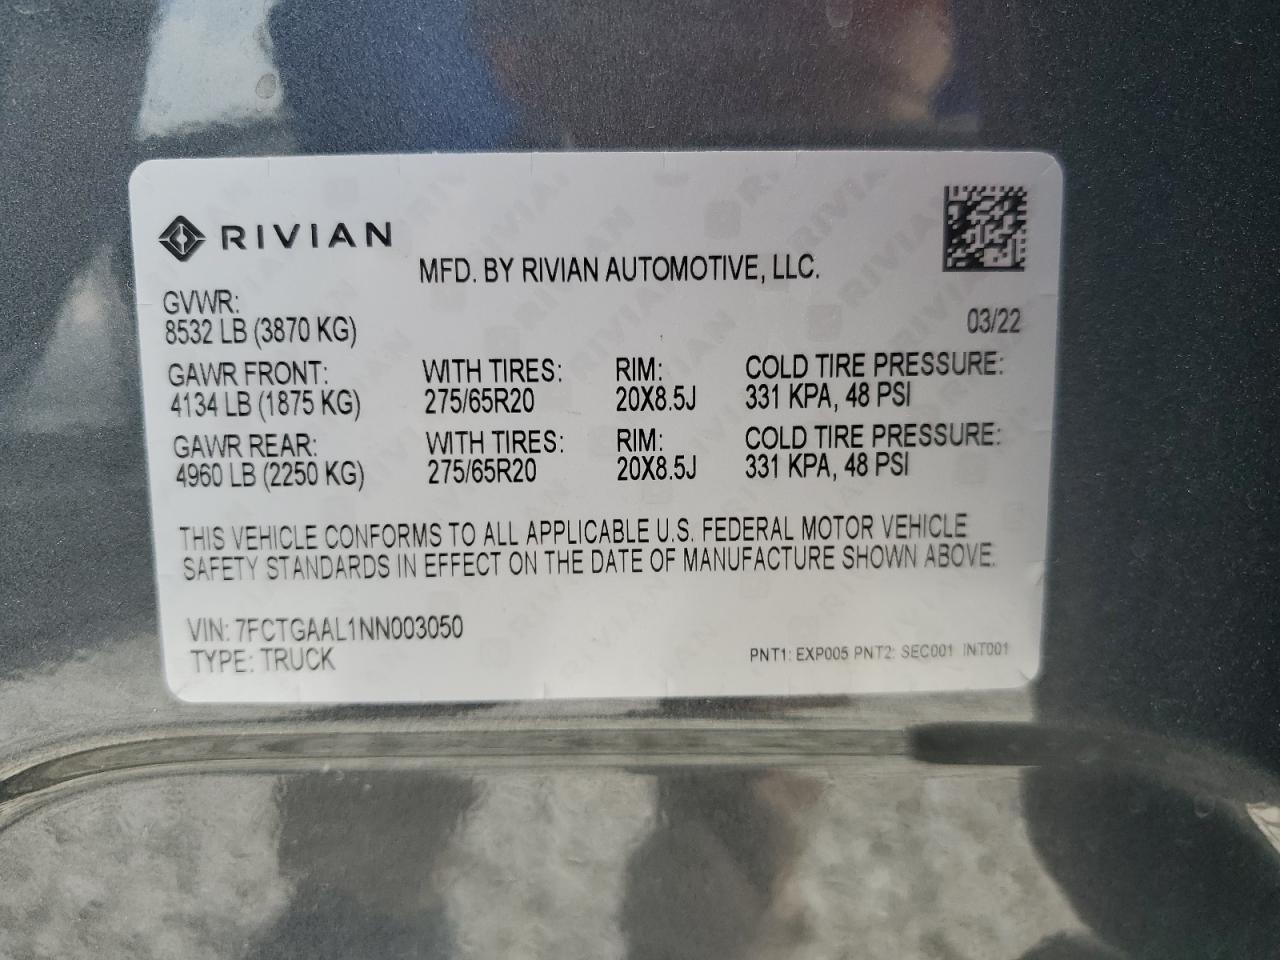 RIVIAN
MFD. BY RIVIAN AUTOMOTIVE, LLC.
GVWR:
8532 LB (3870 KG)
03/22
GAWR FRONT: WITH TIRES: RIM: COLD TIRE PRESSURE:
4134 LB (1875 KG) 275/65R20 20X8.5J 331 KPA, 48 PSI
GAWR REAR: WITH TIRES: RIM: COLD TIRE PRESSURE:
4960 LB (2250 KG) 275/65R20 20X8.5J 331 KPA, 48 PSI
THIS VEHICLE CONFORMS TO ALL APPLICABLE U.S. FEDERAL MOTOR VEHICLE
SAFETY STANDARDS IN EFFECT ON THE DATE OF MANUFACTURE SHOWN ABOVE.
VIN: 7FCTGAAL1NN003050
TYPE: TRUCK
PNT1: EXP005 PNT2: SEC001 INT001